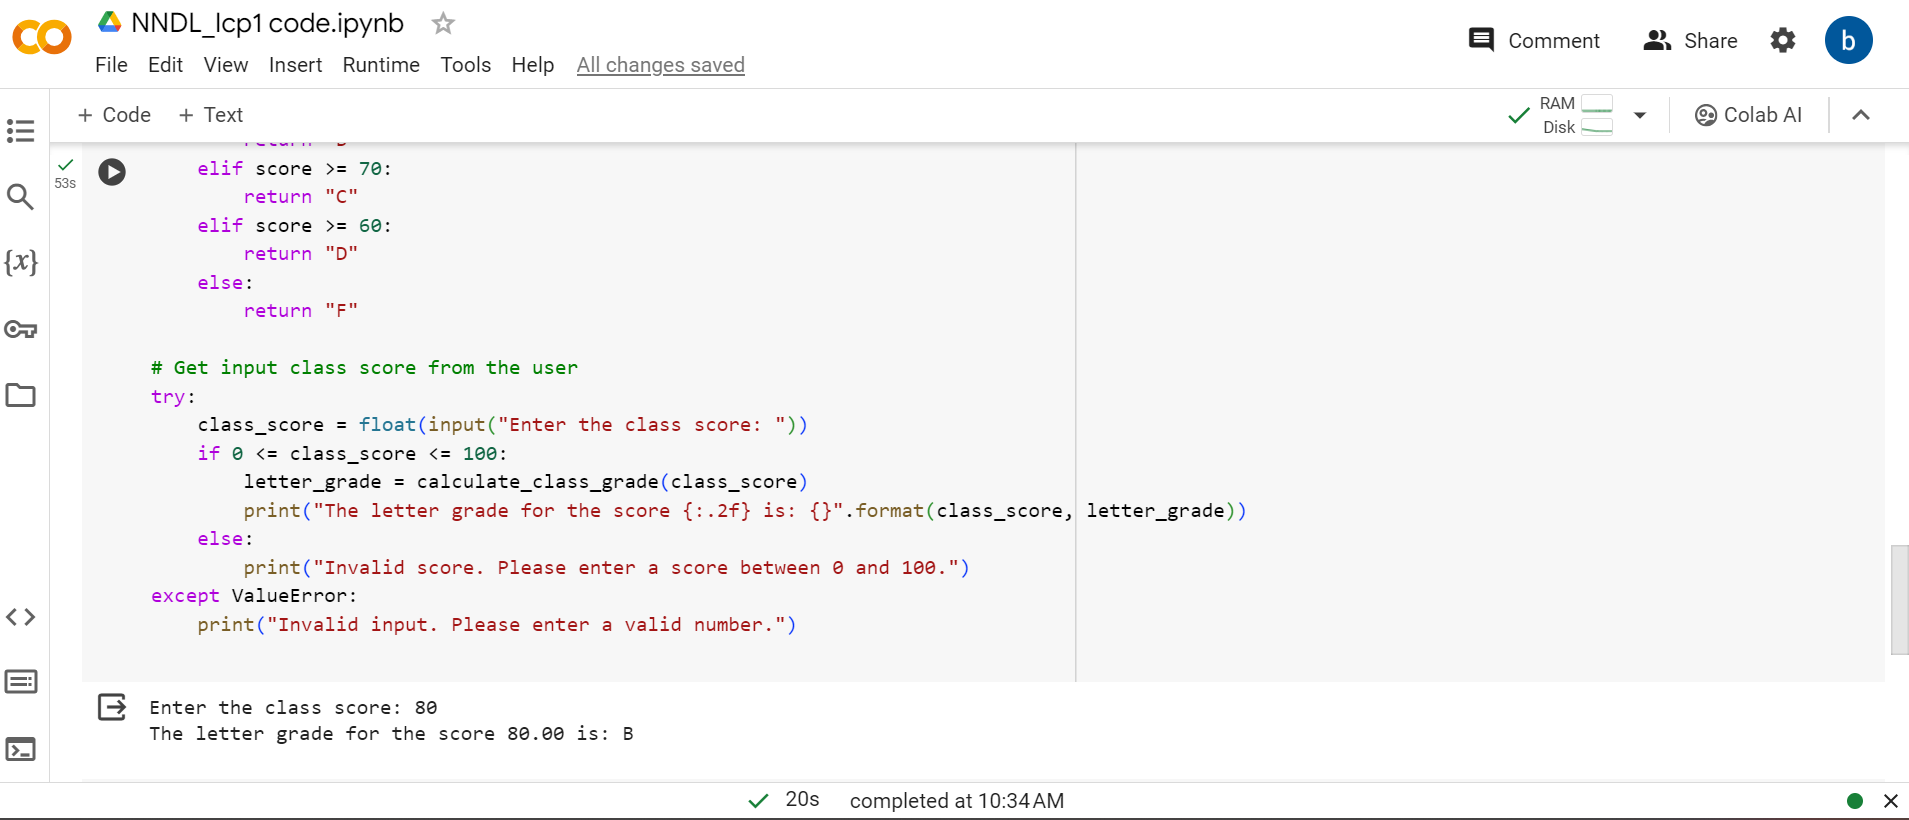 NNDL_lcp1 code.ipynb
File Edit View Insert Runtime Tools Help All changes saved
Comment Share b
+ Code + Text
RAM
Disk
Colab AI
53s
{x}
elif score >= 70:
return "C"
elif score >= 60:
return "D"
else:
return "F"
# Get input class score from the user
try:
class_score = float(input("Enter the class score: "))
if 0 <= class_score <= 100:
letter_grade = calculate_class_grade(class_score)
print("The letter grade for the score {:.2f} is: {}".format(class_score, letter_grade))
else:
print("Invalid score. Please enter a score between 0 and 100.")
except ValueError:
print("Invalid input. Please enter a valid number.")
Enter the class score: 80
The letter grade for the score 80.00 is: B
20s completed at 10:34 AM